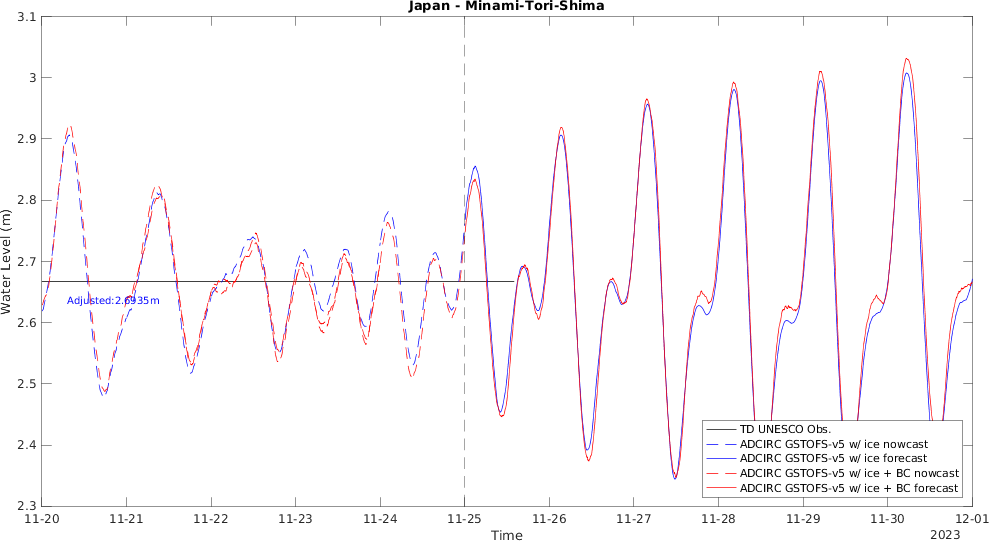 Japan - Minami-Tori-Shima
3.1
3
2.9
2.8
2.7
2.6
2.5
2.4
2.3
Water Level (m)
Adjusted:2.6935m
TD UNESCO Obs.
ADCIRC GSTOFS-v5 w/ ice nowcast
ADCIRC GSTOFS-v5 w/ ice forecast
ADCIRC GSTOFS-v5 w/ ice + BC nowcast
ADCIRC GSTOFS-v5 w/ ice + BC forecast
11-20 11-21 11-22 11-23 11-24 11-25 11-26 11-27 11-28 11-29 11-30 12-01
Time
2023